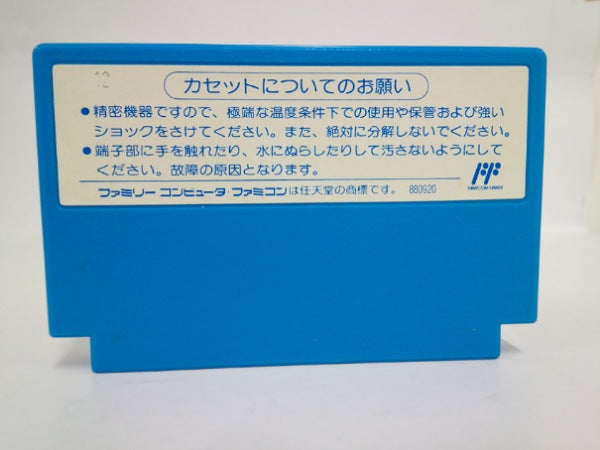 12
カセットについてのお願い
●精密機器ですので、極端な温度条件下での使用や保管および強い
ショックをさけてください。また、絶対に分解しないでください。
●端子部に手を触れたり、水にぬらしたりして汚さないようにして
ください。故障の原因となります。
ファミリー コンピュータ・ファミコンは任天堂の商標です。 880920
FF
FAMICOM FAMILY